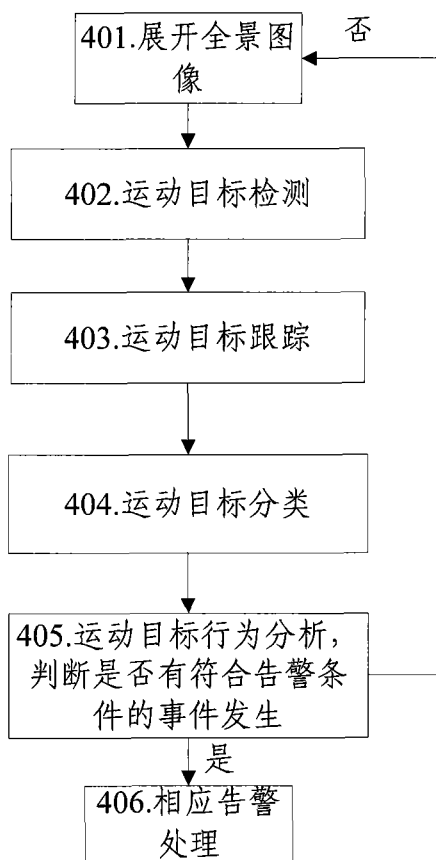 401.展开全景图
像
否
402.运动目标检测
403.运动目标跟踪
404.运动目标分类
405.运动目标行为分析，
判断是否有符合告警条
件的事件发生
是
406.相应告警
处理